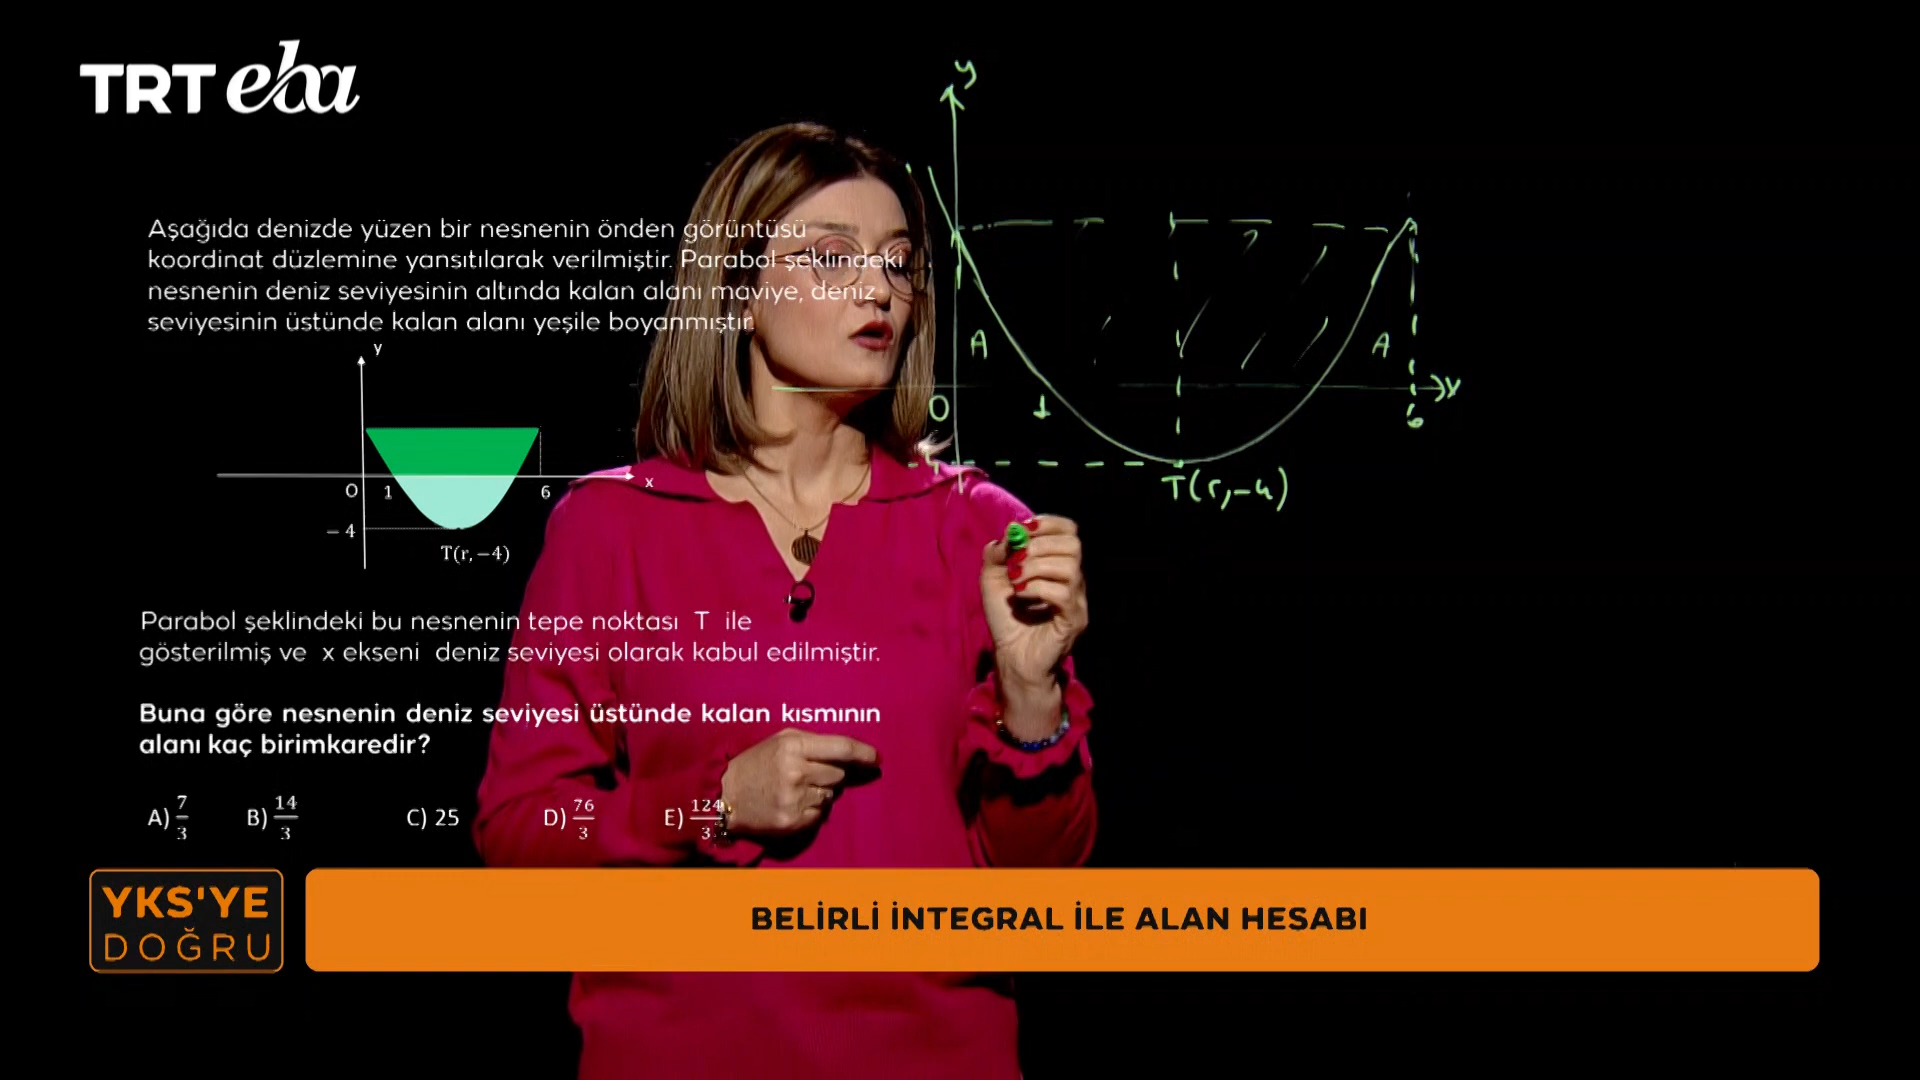 TRT eba
Aşağıda denizde yüzen bir nesnenin önden görüntüsü
koordinat düzlemine yansıtılarak verilmiştir. Parabol şeklindeki
nesnenin deniz seviyesinin altında kalan alanı maviye, deniz
seviyesinin üstünde kalan alanı yeşile boyanmıştır.
y
x
O 1 6
– 4
T(r, –4)
Parabol şeklindeki bu nesnenin tepe noktası T ile
gösterilmiş ve x ekseni deniz seviyesi olarak kabul edilmiştir.
Buna göre nesnenin deniz seviyesi üstünde kalan kısmının
alanı kaç birimkaredir?
A) 7/3 B) 14/3 C) 25 D) 76/3 E) 124/3
y
A A
x
O 1 6
-4
T(r,-4)
YKS'YE
DOĞRU
BELİRLİ İNTEGRAL İLE ALAN HESABI